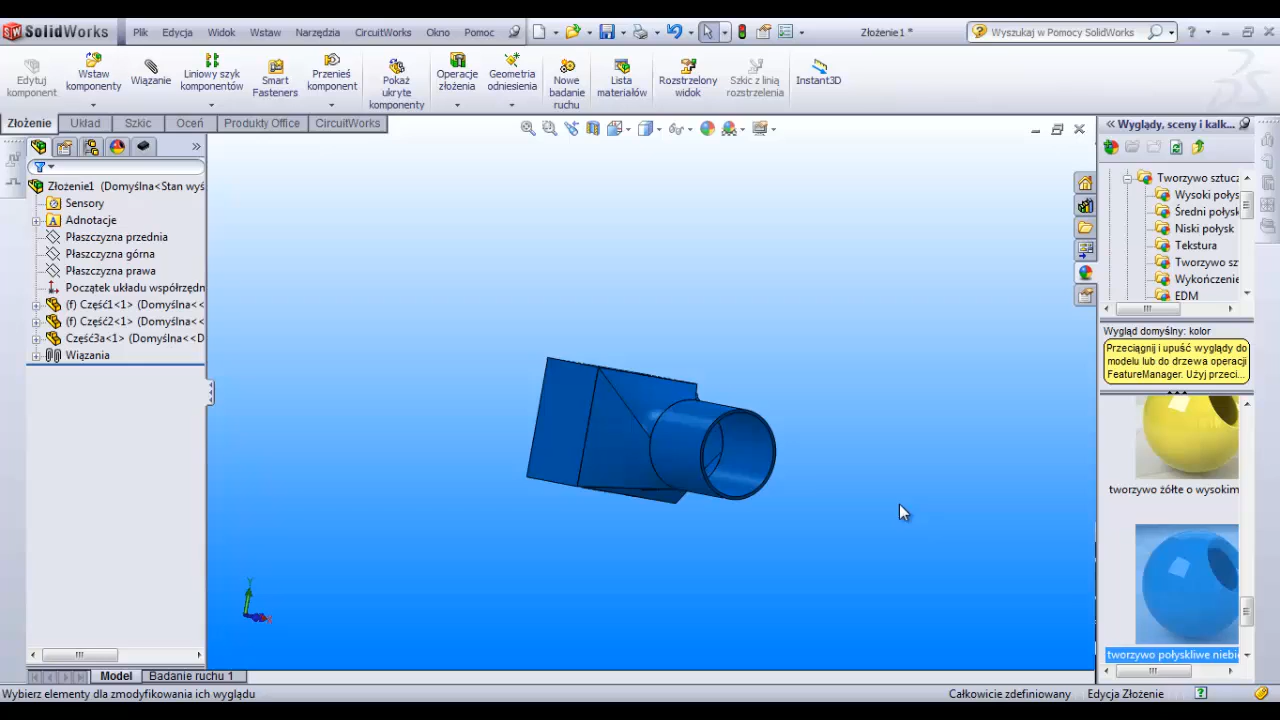 SolidWorks Plik Edycja Widok Wstaw Narzędzia CircuitWorks Okno Pomoc Złożenie1 * Wyszukaj w Pomocy SolidWorks
Edytuj komponent
Wstaw komponenty
Wiązanie
Liniowy szyk komponentów
Smart Fasteners
Przenieś komponent
Pokaż ukryte komponenty
Operacje złożenia
Geometria odniesienia
Nowe badanie ruchu
Lista materiałów
Rozstrzelony widok
Szkic z linią rozstrzelenia
Instant3D
Złożenie Układ Szkic Oceń Produkty Office CircuitWorks
Złożenie1 (Domyślna<Stan wyś
Sensory
Adnotacje
Płaszczyzna przednia
Płaszczyzna górna
Płaszczyzna prawa
Początek układu współrzędn
(f) Część1<1> (Domyślna<<
(f) Część2<1> (Domyślna<<
Część3a<1> (Domyślna<<D
Wiązania
Y
X
Wyglądy, sceny i kalk...
Tworzywo sztucz
Wysoki połys
Średni połysk
Niski połysk
Tekstura
Tworzywo sz
Wykończenie
EDM
Wygląd domyślny: kolor
Przeciągnij i upuść wyglądy do
modelu lub do drzewa operacji
FeatureManager. Użyj przeci...
tworzywo żółte o wysokim
tworzywo połyskliwe niebi
Model Badanie ruchu 1
Wybierz elementy dla zmodyfikowania ich wyglądu Całkowicie zdefiniowany Edycja Złożenie